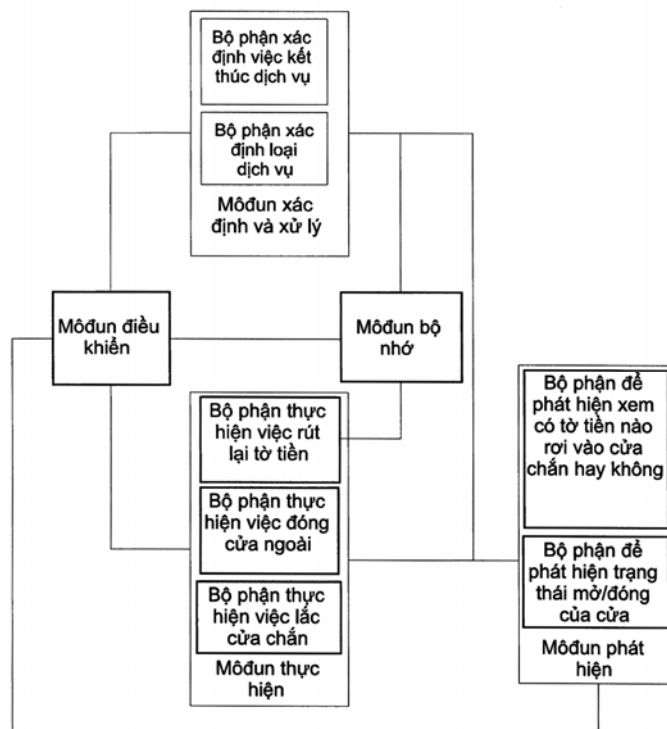 Bộ phận xác
định việc kết
thúc dịch vụ
Bộ phận xác
định loại
dịch vụ
Môđun xác
định và xử lý
Môđun điều
khiển
Môđun bộ
nhớ
Bộ phận thực
hiện việc rút
lại tờ tiền
Bộ phận thực
hiện việc đóng
cửa ngoài
Bộ phận thực
hiện việc lắc
cửa chắn
Môđun thực
hiện
Bộ phận để
phát hiện xem
có tờ tiền nào
rơi vào cửa
chắn hay không
Bộ phận để
phát hiện trạng
thái mở/đóng
của cửa
Môđun phát
hiện